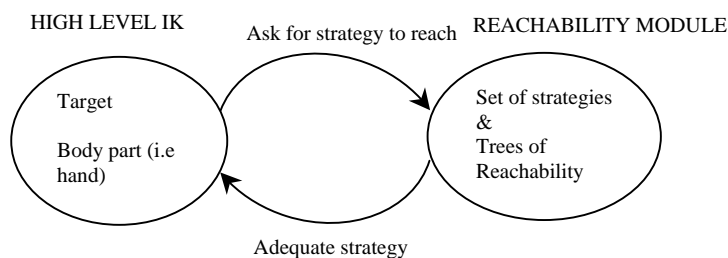 HIGH LEVEL IK
Ask for strategy to reach
REACHABILITY MODULE
Target
Body part (i.e
hand)
Set of strategies
&
Trees of
Reachability
Adequate strategy